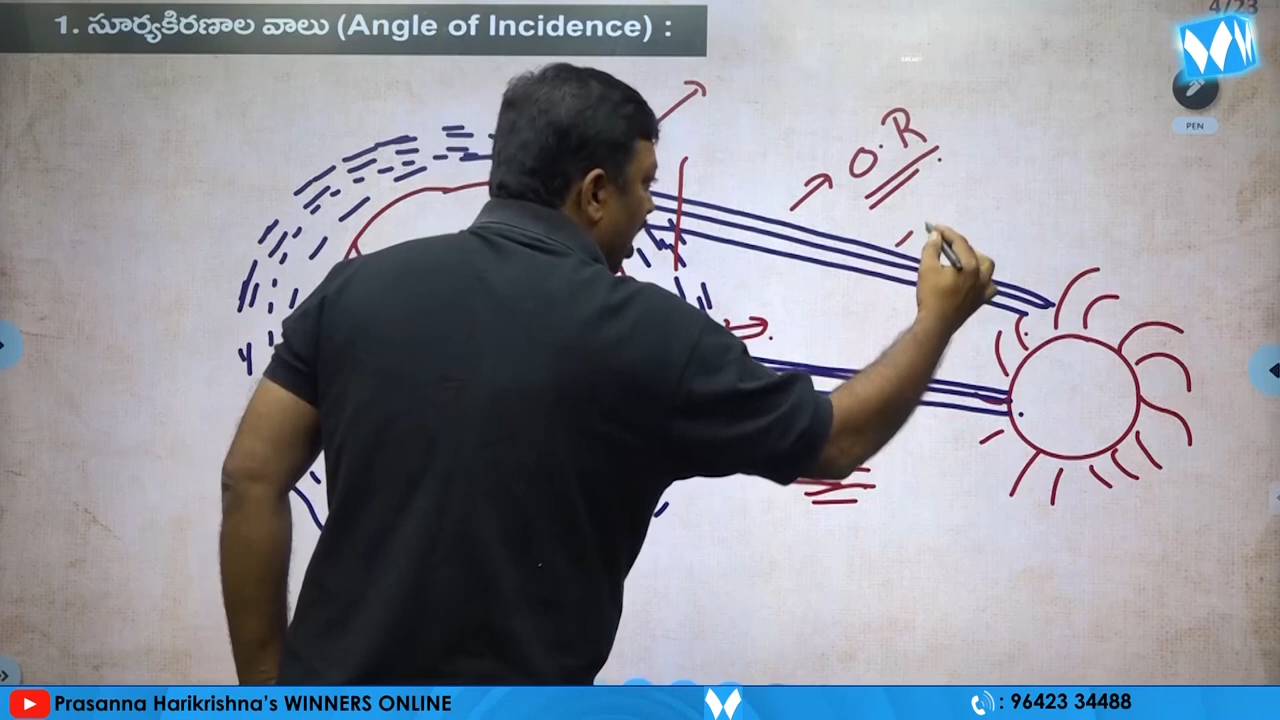 1. సూర్యకిరణాల వాలు (Angle of Incidence) :
4/23
PEN
O.R
Prasanna Harikrishna's WINNERS ONLINE
: 96423 34488